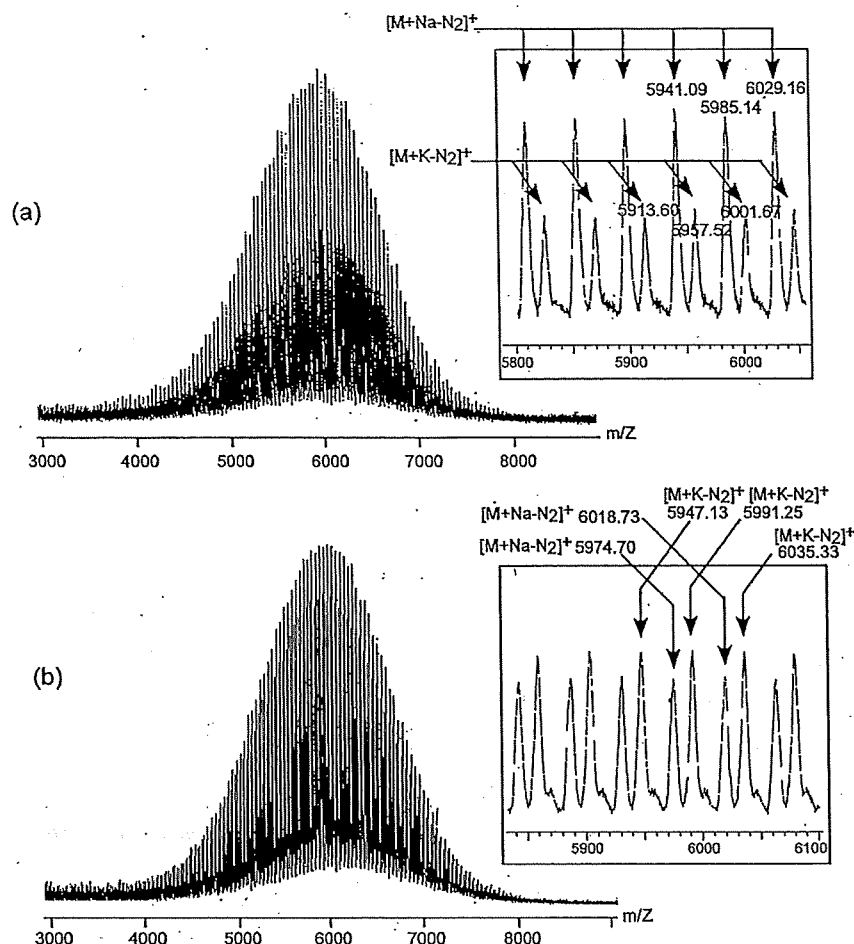 [M+Na-N2]+
5941.09
6029.16
5985.14
[M+K-N2]+
5913.60
6001.67
5957.52
(a)
5800
5900
6000
m/Z
3000
4000
5000
6000
7000
8000
[M+K-N2]+ [M+K-N2]+
[M+Na-N2]+ 6018.73
5947.13
5991.25
[M+K-N2]+
[M+Na-N2]+ 5974.70
6035.33
(b)
5900
6000
6100
m/Z
3000
4000
5000
6000
7000
8000